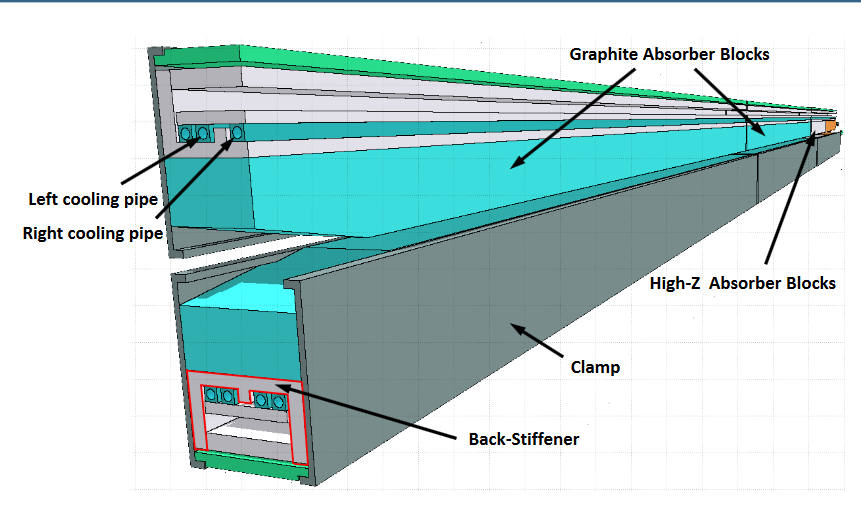 Graphite Absorber Blocks
Left cooling pipe
Right cooling pipe
High-Z Absorber Blocks
Clamp
Back-Stiffener